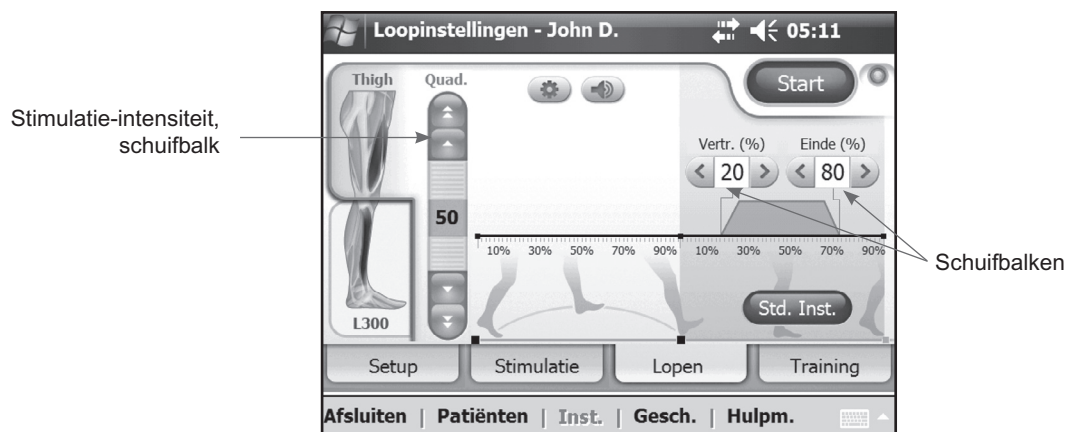 Loopinstellingen - John D. 05:11
Stimulatie-intensiteit,
schuifbalk
Thigh
Quad.
50
L300
Start
Vertr. (%) Einde (%)
20 80
10% 30% 50% 70% 90% 10% 30% 50% 70% 90%
Schuifbalken
Std. Inst.
Setup Stimulatie Lopen Training
Afsluiten | Patiënten | Inst. | Gesch. | Hulpm.